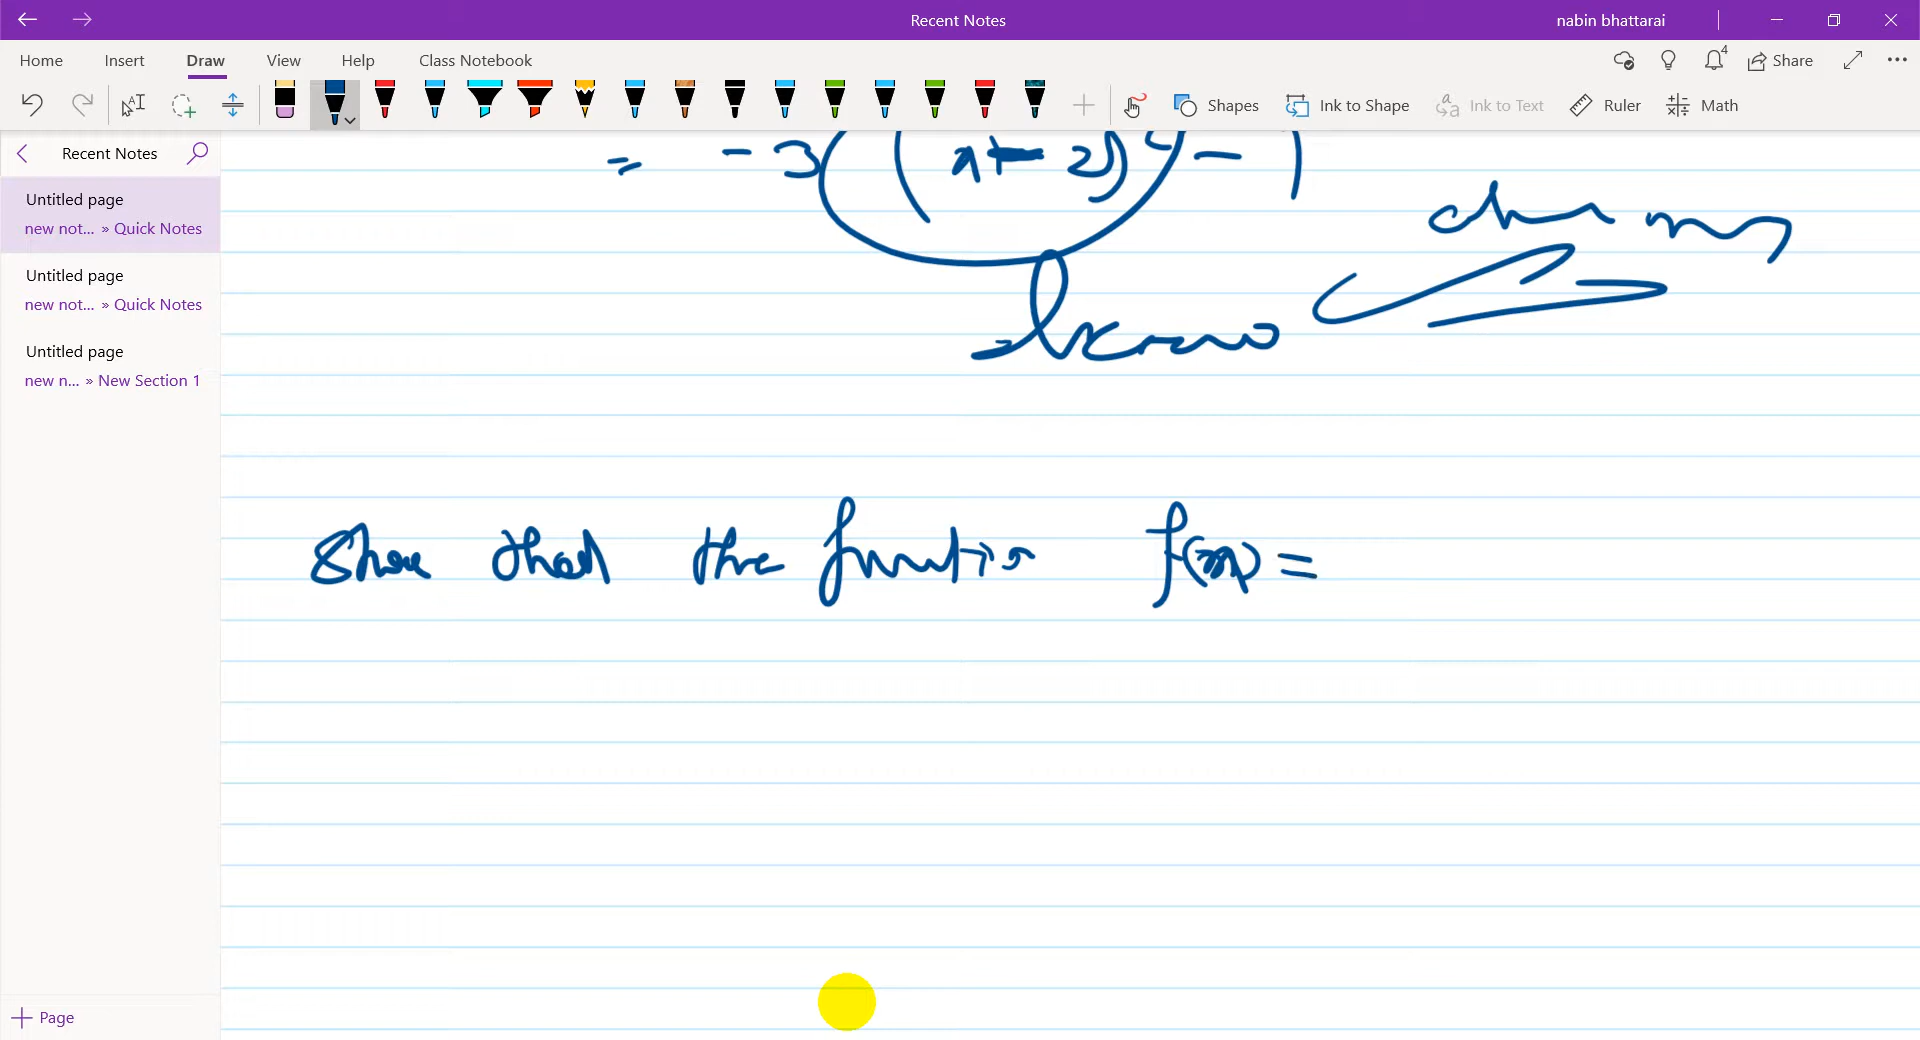 Recent Notes
nabin bhattarai
Home Insert Draw View Help Class Notebook
4
Share
Shapes
Ink to Shape
Ink to Text
Ruler
Math
Recent Notes
Untitled page
new not... » Quick Notes
Untitled page
new not... » Quick Notes
Untitled page
new n... » New Section 1
Page
= -3 ( (x - 2)² - 1
Show that the function f(x) =